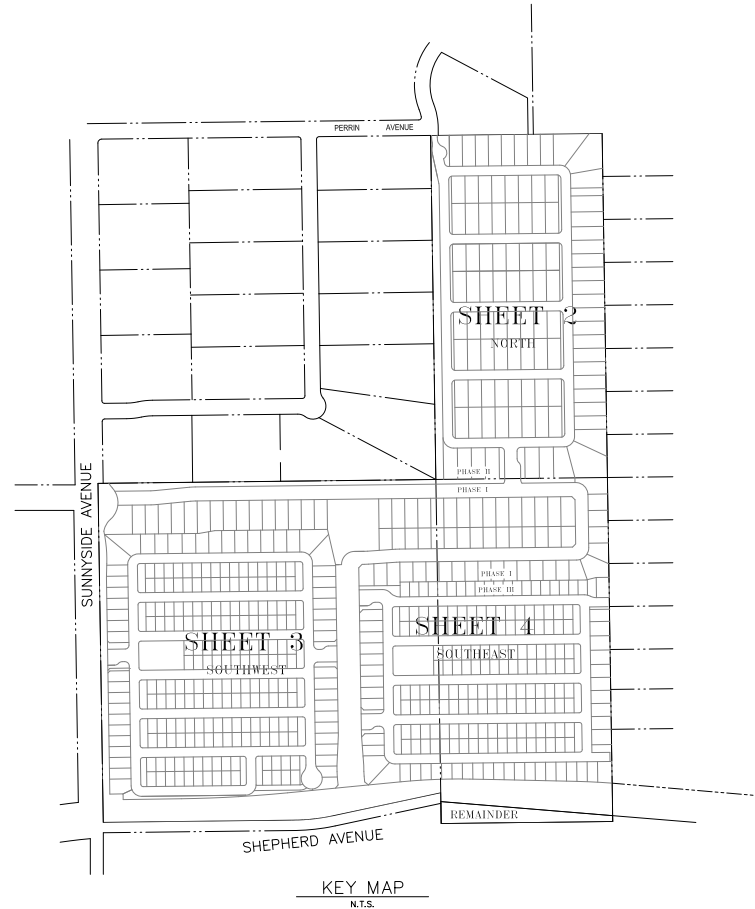 PERRIN AVENUE
SHEET 2
NORTH
PHASE II
PHASE I
SUNNYSIDE AVENUE
PHASE I
PHASE III
SHEET 3
SOUTHWEST
SHEET 4
SOUTHEAST
REMAINDER
SHEPHERD AVENUE
KEY MAP
N.T.S.